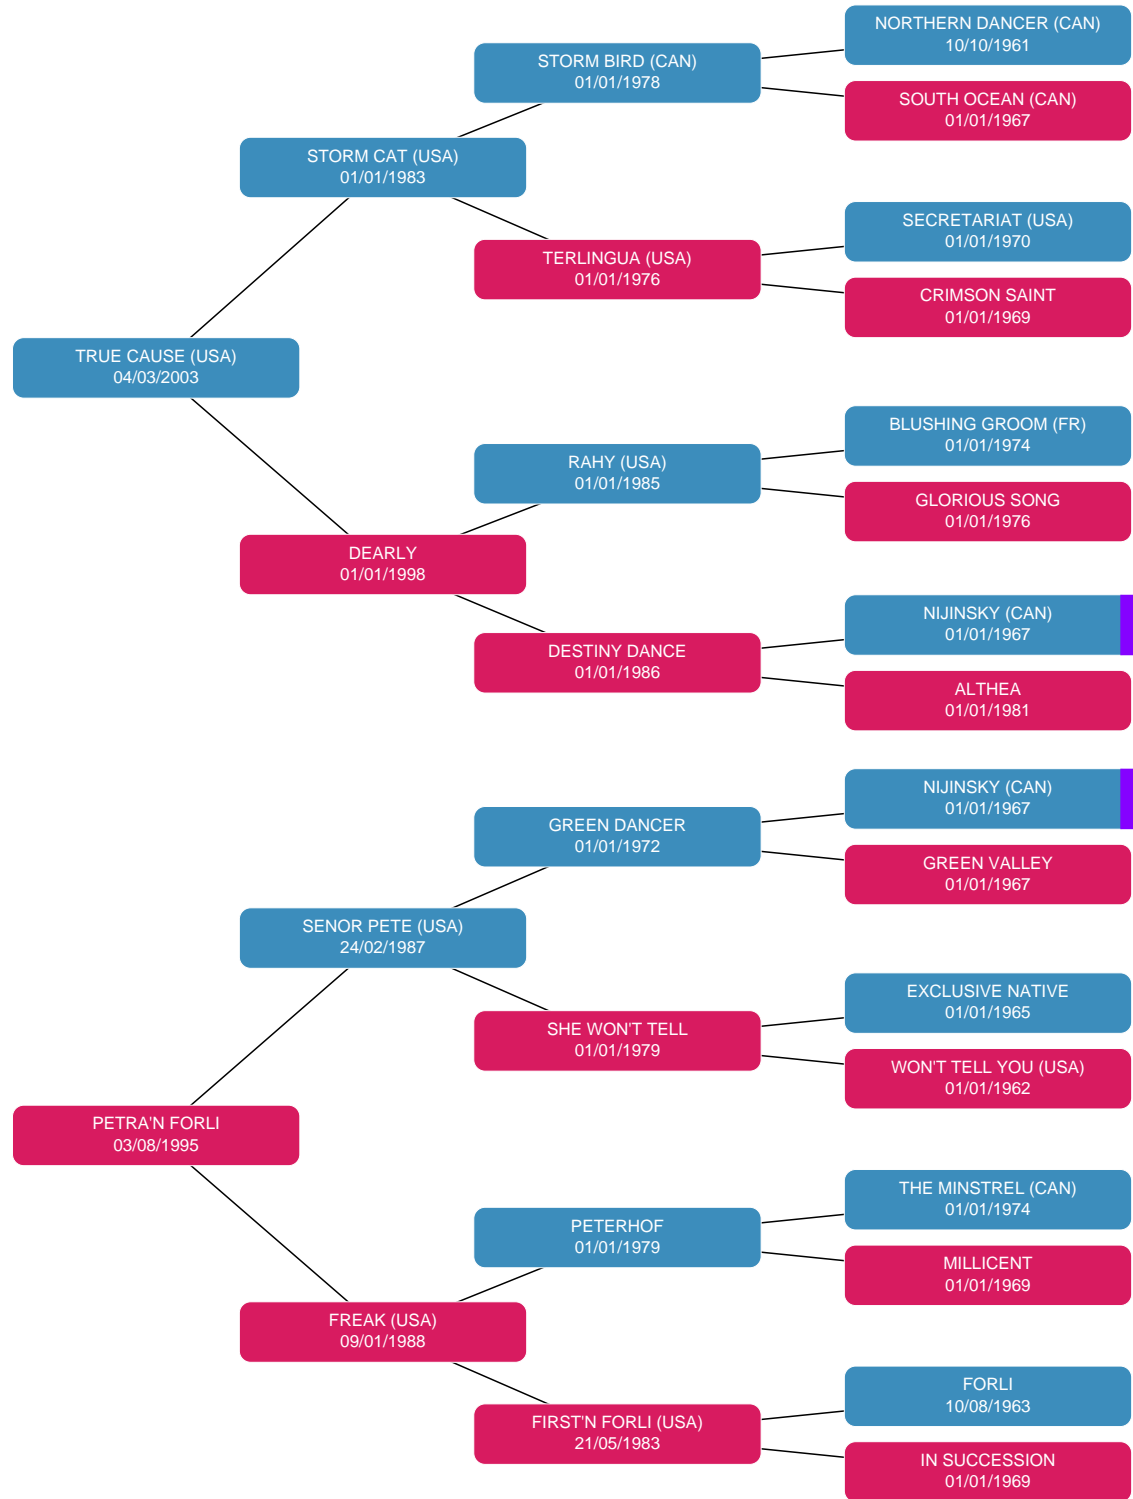 NORTHERN DANCER (CAN)
10/10/1961
STORM BIRD (CAN)
01/01/1978
SOUTH OCEAN (CAN)
01/01/1967
STORM CAT (USA)
01/01/1983
SECRETARIAT (USA)
01/01/1970
TERLINGUA (USA)
01/01/1976
CRIMSON SAINT
01/01/1969
TRUE CAUSE (USA)
04/03/2003
BLUSHING GROOM (FR)
01/01/1974
RAHY (USA)
01/01/1985
GLORIOUS SONG
01/01/1976
DEARLY
01/01/1998
NIJINSKY (CAN)
01/01/1967
DESTINY DANCE
01/01/1986
ALTHEA
01/01/1981
NIJINSKY (CAN)
01/01/1967
GREEN DANCER
01/01/1972
GREEN VALLEY
01/01/1967
SENOR PETE (USA)
24/02/1987
EXCLUSIVE NATIVE
01/01/1965
SHE WON'T TELL
01/01/1979
WON'T TELL YOU (USA)
01/01/1962
PETRA'N FORLI
03/08/1995
THE MINSTREL (CAN)
01/01/1974
PETERHOF
01/01/1979
MILLICENT
01/01/1969
FREAK (USA)
09/01/1988
FORLI
10/08/1963
FIRST'N FORLI (USA)
21/05/1983
IN SUCCESSION
01/01/1969